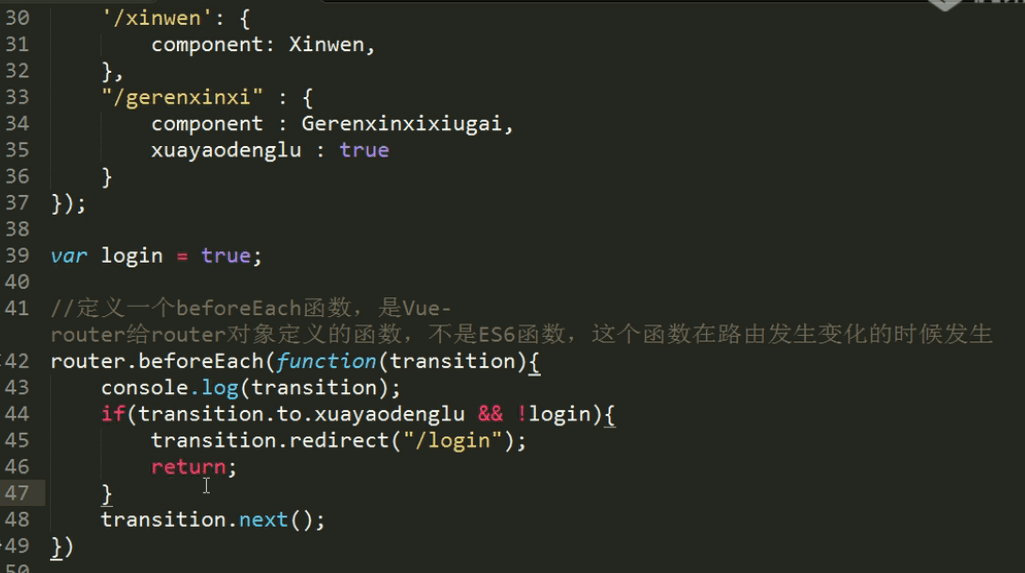 30 '/xinwen': {
31 component: Xinwen,
32 },
33 "/gerenxinxi" : {
34 component : Gerenxinxixiugai,
35 xuayaodenglu : true
36 }
37 });
38
39 var login = true;
40
41 //定义一个beforeEach函数，是Vue-
router给router对象定义的函数，不是ES6函数，这个函数在路由发生变化的时候发生
42 router.beforeEach(function(transition){
43 console.log(transition);
44 if(transition.to.xuayaodenglu && !login){
45 transition.redirect("/login");
46 return;
47 }
48 transition.next();
49 })
50